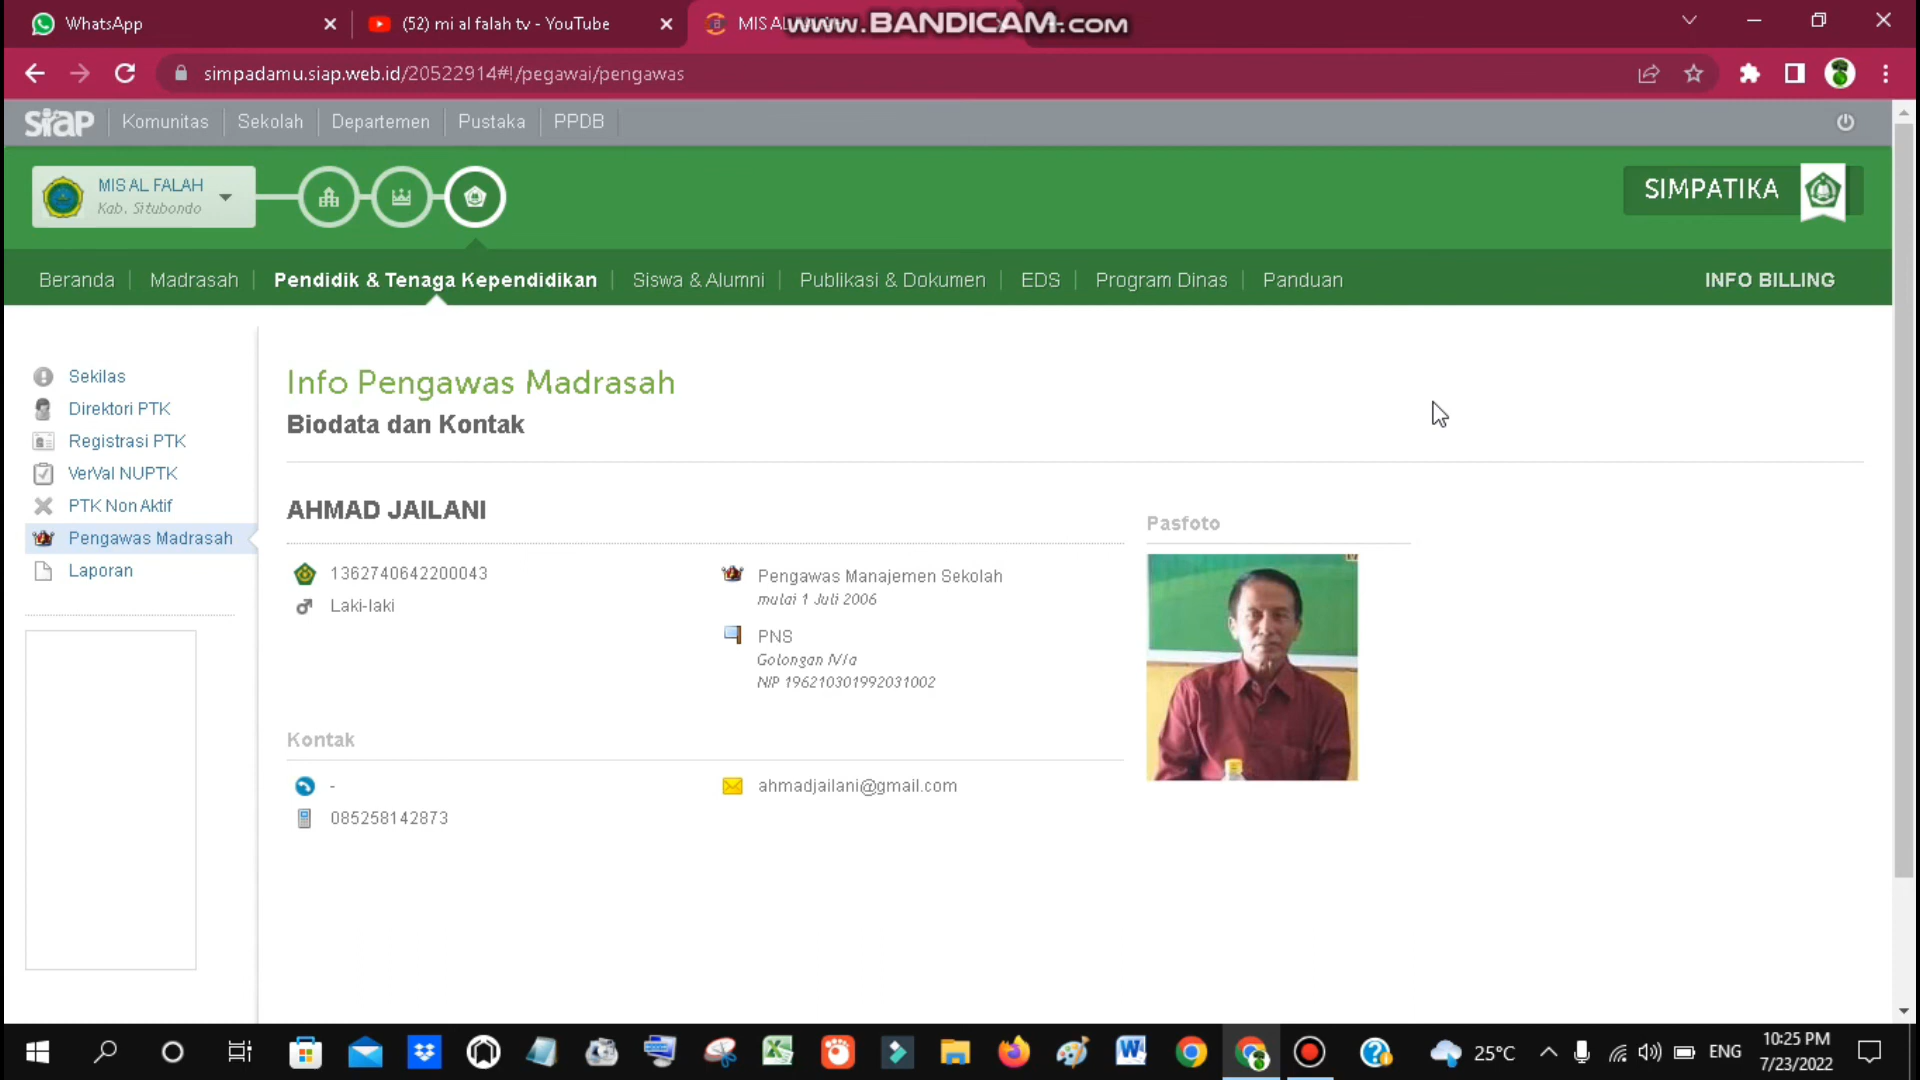 WhatsApp
(52) mi al falah tv - YouTube
MIS AL
www.BANDICAM.com
simpadamu.siap.web.id/20522914#!/pegawai/pengawas
siap
Komunitas
Sekolah
Departemen
Pustaka
PPDB
MIS AL FALAH
Kab. Situbondo
SIMPATIKA
Beranda
Madrasah
Pendidik & Tenaga Kependidikan
Siswa & Alumni
Publikasi & Dokumen
EDS
Program Dinas
Panduan
INFO BILLING
Sekilas
Direktori PTK
Registrasi PTK
VerVal NUPTK
PTK Non Aktif
Pengawas Madrasah
Laporan
Info Pengawas Madrasah
Biodata dan Kontak
AHMAD JAILANI
1362740642200043
Laki-laki
Pengawas Manajemen Sekolah
mulai 1 Juli 2006
PNS
Golongan IV/a
NIP 196210301992031002
Pasfoto
Kontak
-
085258142873
ahmadjailani@gmail.com
25°C
ENG
10:25 PM
7/23/2022